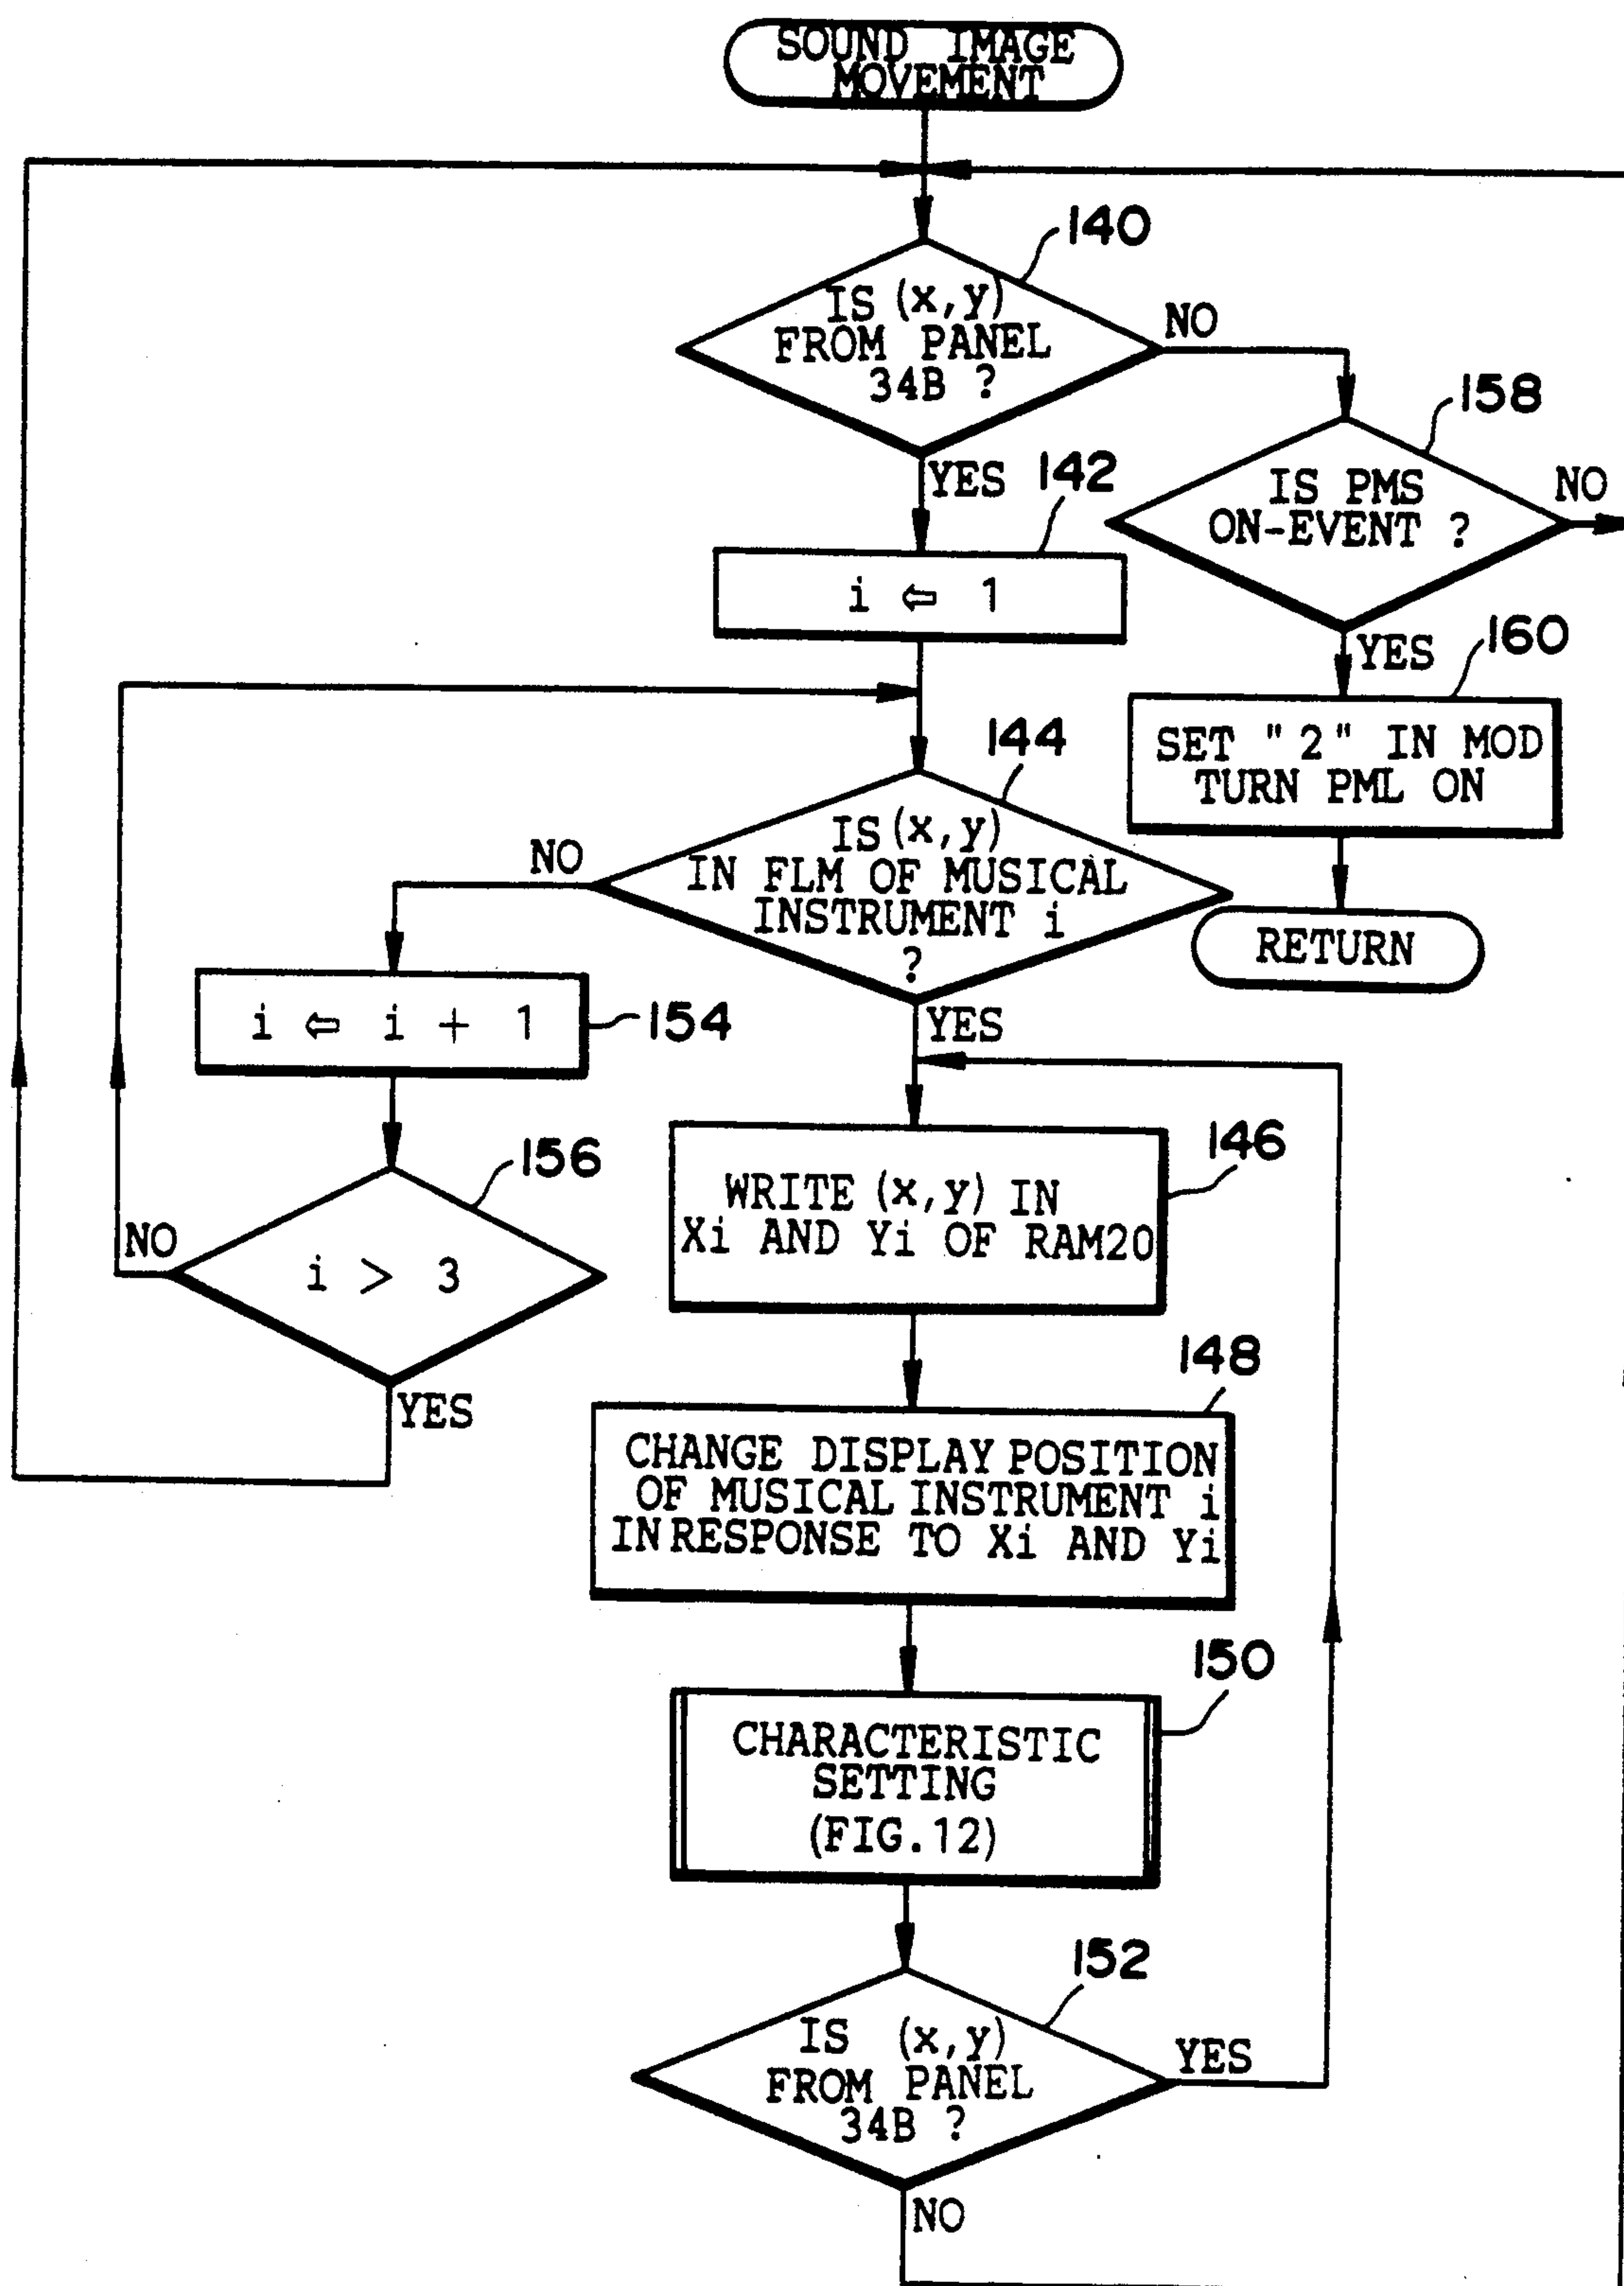 SOUND IMAGE
MOVEMENT
140
IS (x,y)
FROM PANEL
34B ?
NO
YES
158
IS PMS
ON-EVENT ?
NO
YES
142
i ⇦ 1
160
SET "2" IN MOD
TURN PML ON
RETURN
144
IS (x,y)
IN FLM OF MUSICAL
INSTRUMENT i
?
NO
YES
i ⇦ i + 1
154
156
i > 3
NO
YES
146
WRITE (x,y) IN
Xi AND Yi OF RAM20
148
CHANGE DISPLAY POSITION
OF MUSICAL INSTRUMENT i
IN RESPONSE TO Xi AND Yi
150
CHARACTERISTIC
SETTING
(FIG.12)
152
IS (x,y)
FROM PANEL
34B ?
YES
NO